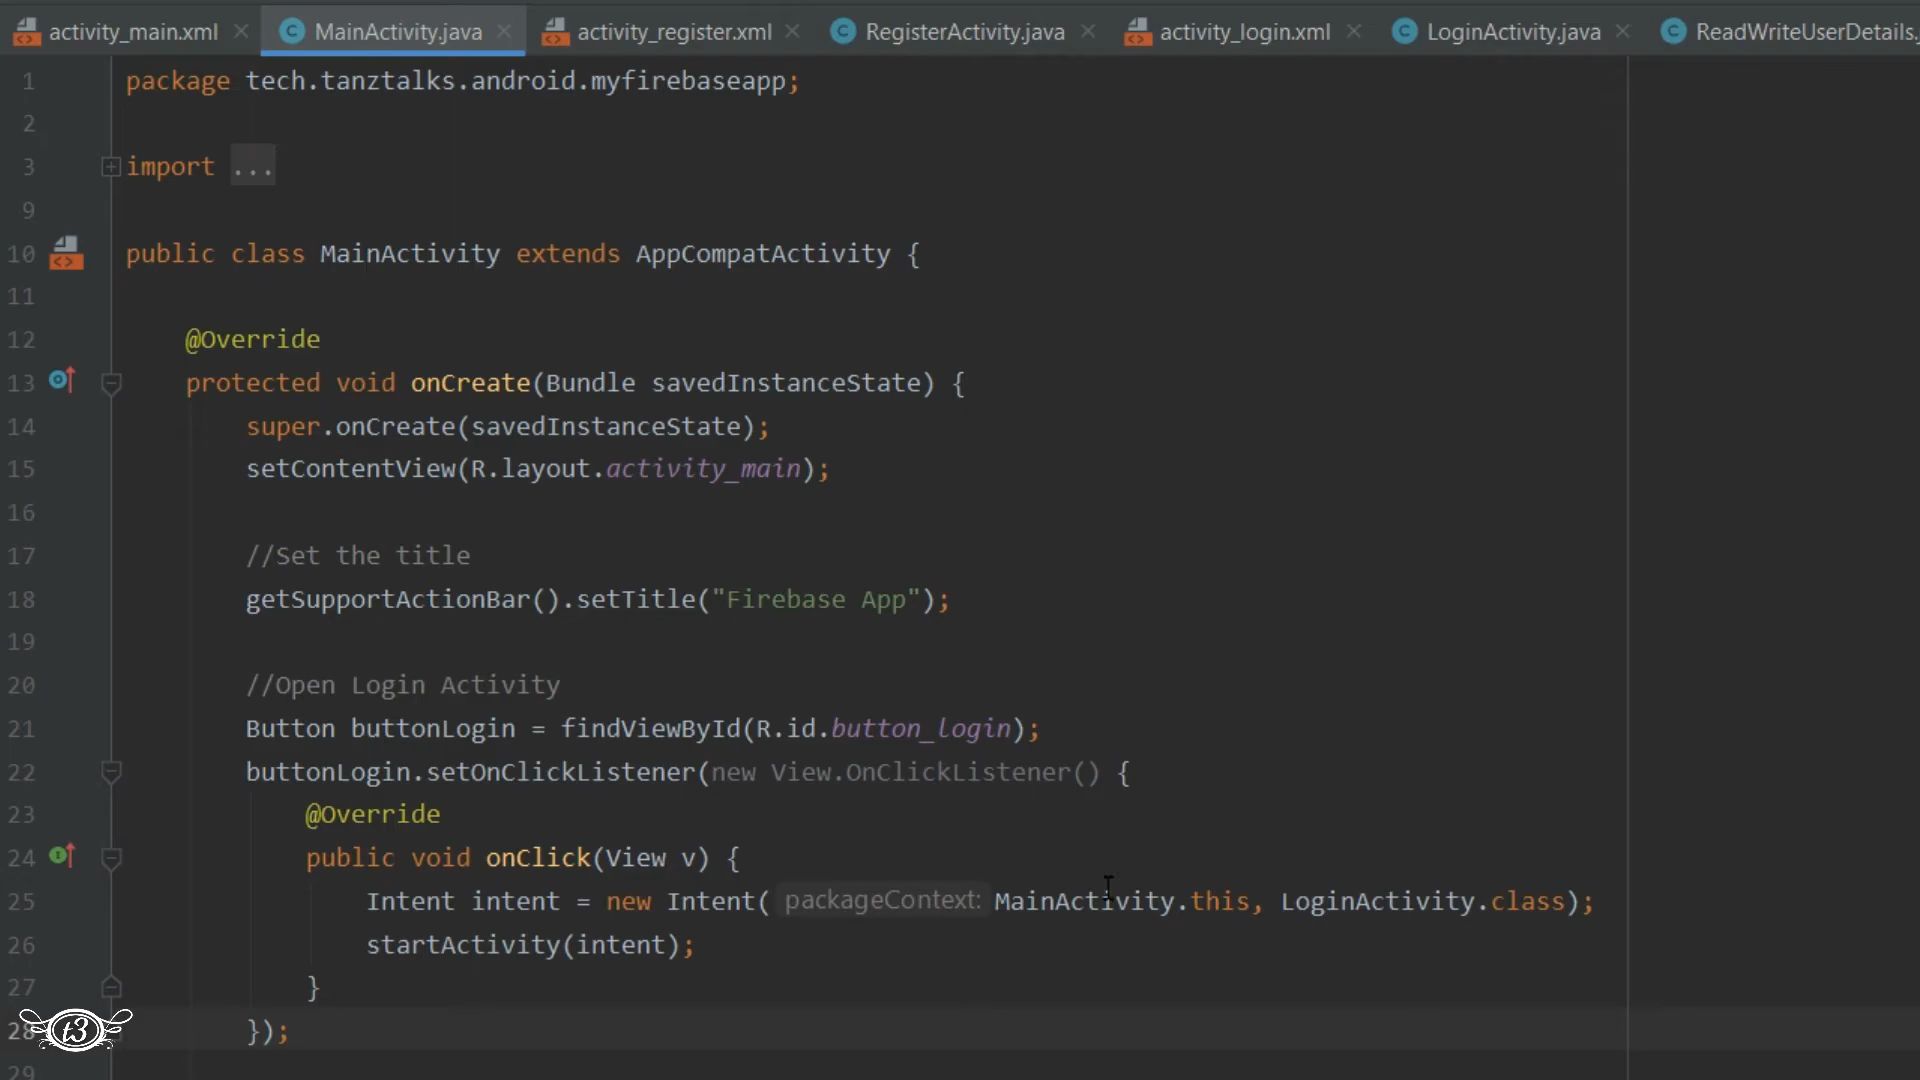 activity_main.xml MainActivity.java activity_register.xml RegisterActivity.java activity_login.xml LoginActivity.java ReadWriteUserDetails.
1 package tech.tanztalks.android.myfirebaseapp;
2
3 import ...
9
10 public class MainActivity extends AppCompatActivity {
11
12 @Override
13 protected void onCreate(Bundle savedInstanceState) {
14 super.onCreate(savedInstanceState);
15 setContentView(R.layout.activity_main);
16
17 //Set the title
18 getSupportActionBar().setTitle("Firebase App");
19
20 //Open Login Activity
21 Button buttonLogin = findViewById(R.id.button_login);
22 buttonLogin.setOnClickListener(new View.OnClickListener() {
23 @Override
24 public void onClick(View v) {
25 Intent intent = new Intent( packageContext: MainActivity.this, LoginActivity.class);
26 startActivity(intent);
27 }
28 });
t3
29